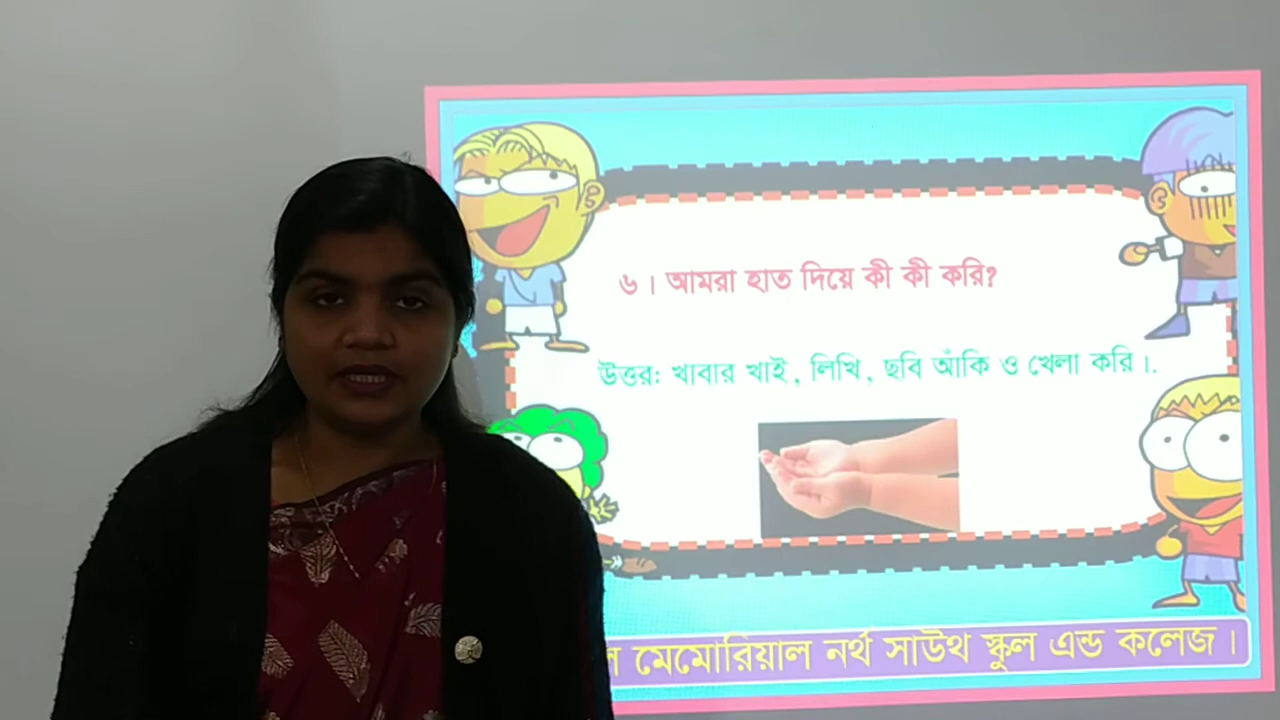 ৬। আমরা হাত দিয়ে কী কী করি?
উত্তর: খাবার খাই, লিখি, ছবি আঁকি ও খেলা করি।.
মেমোরিয়াল নর্থ সাউথ স্কুল এন্ড কলেজ।